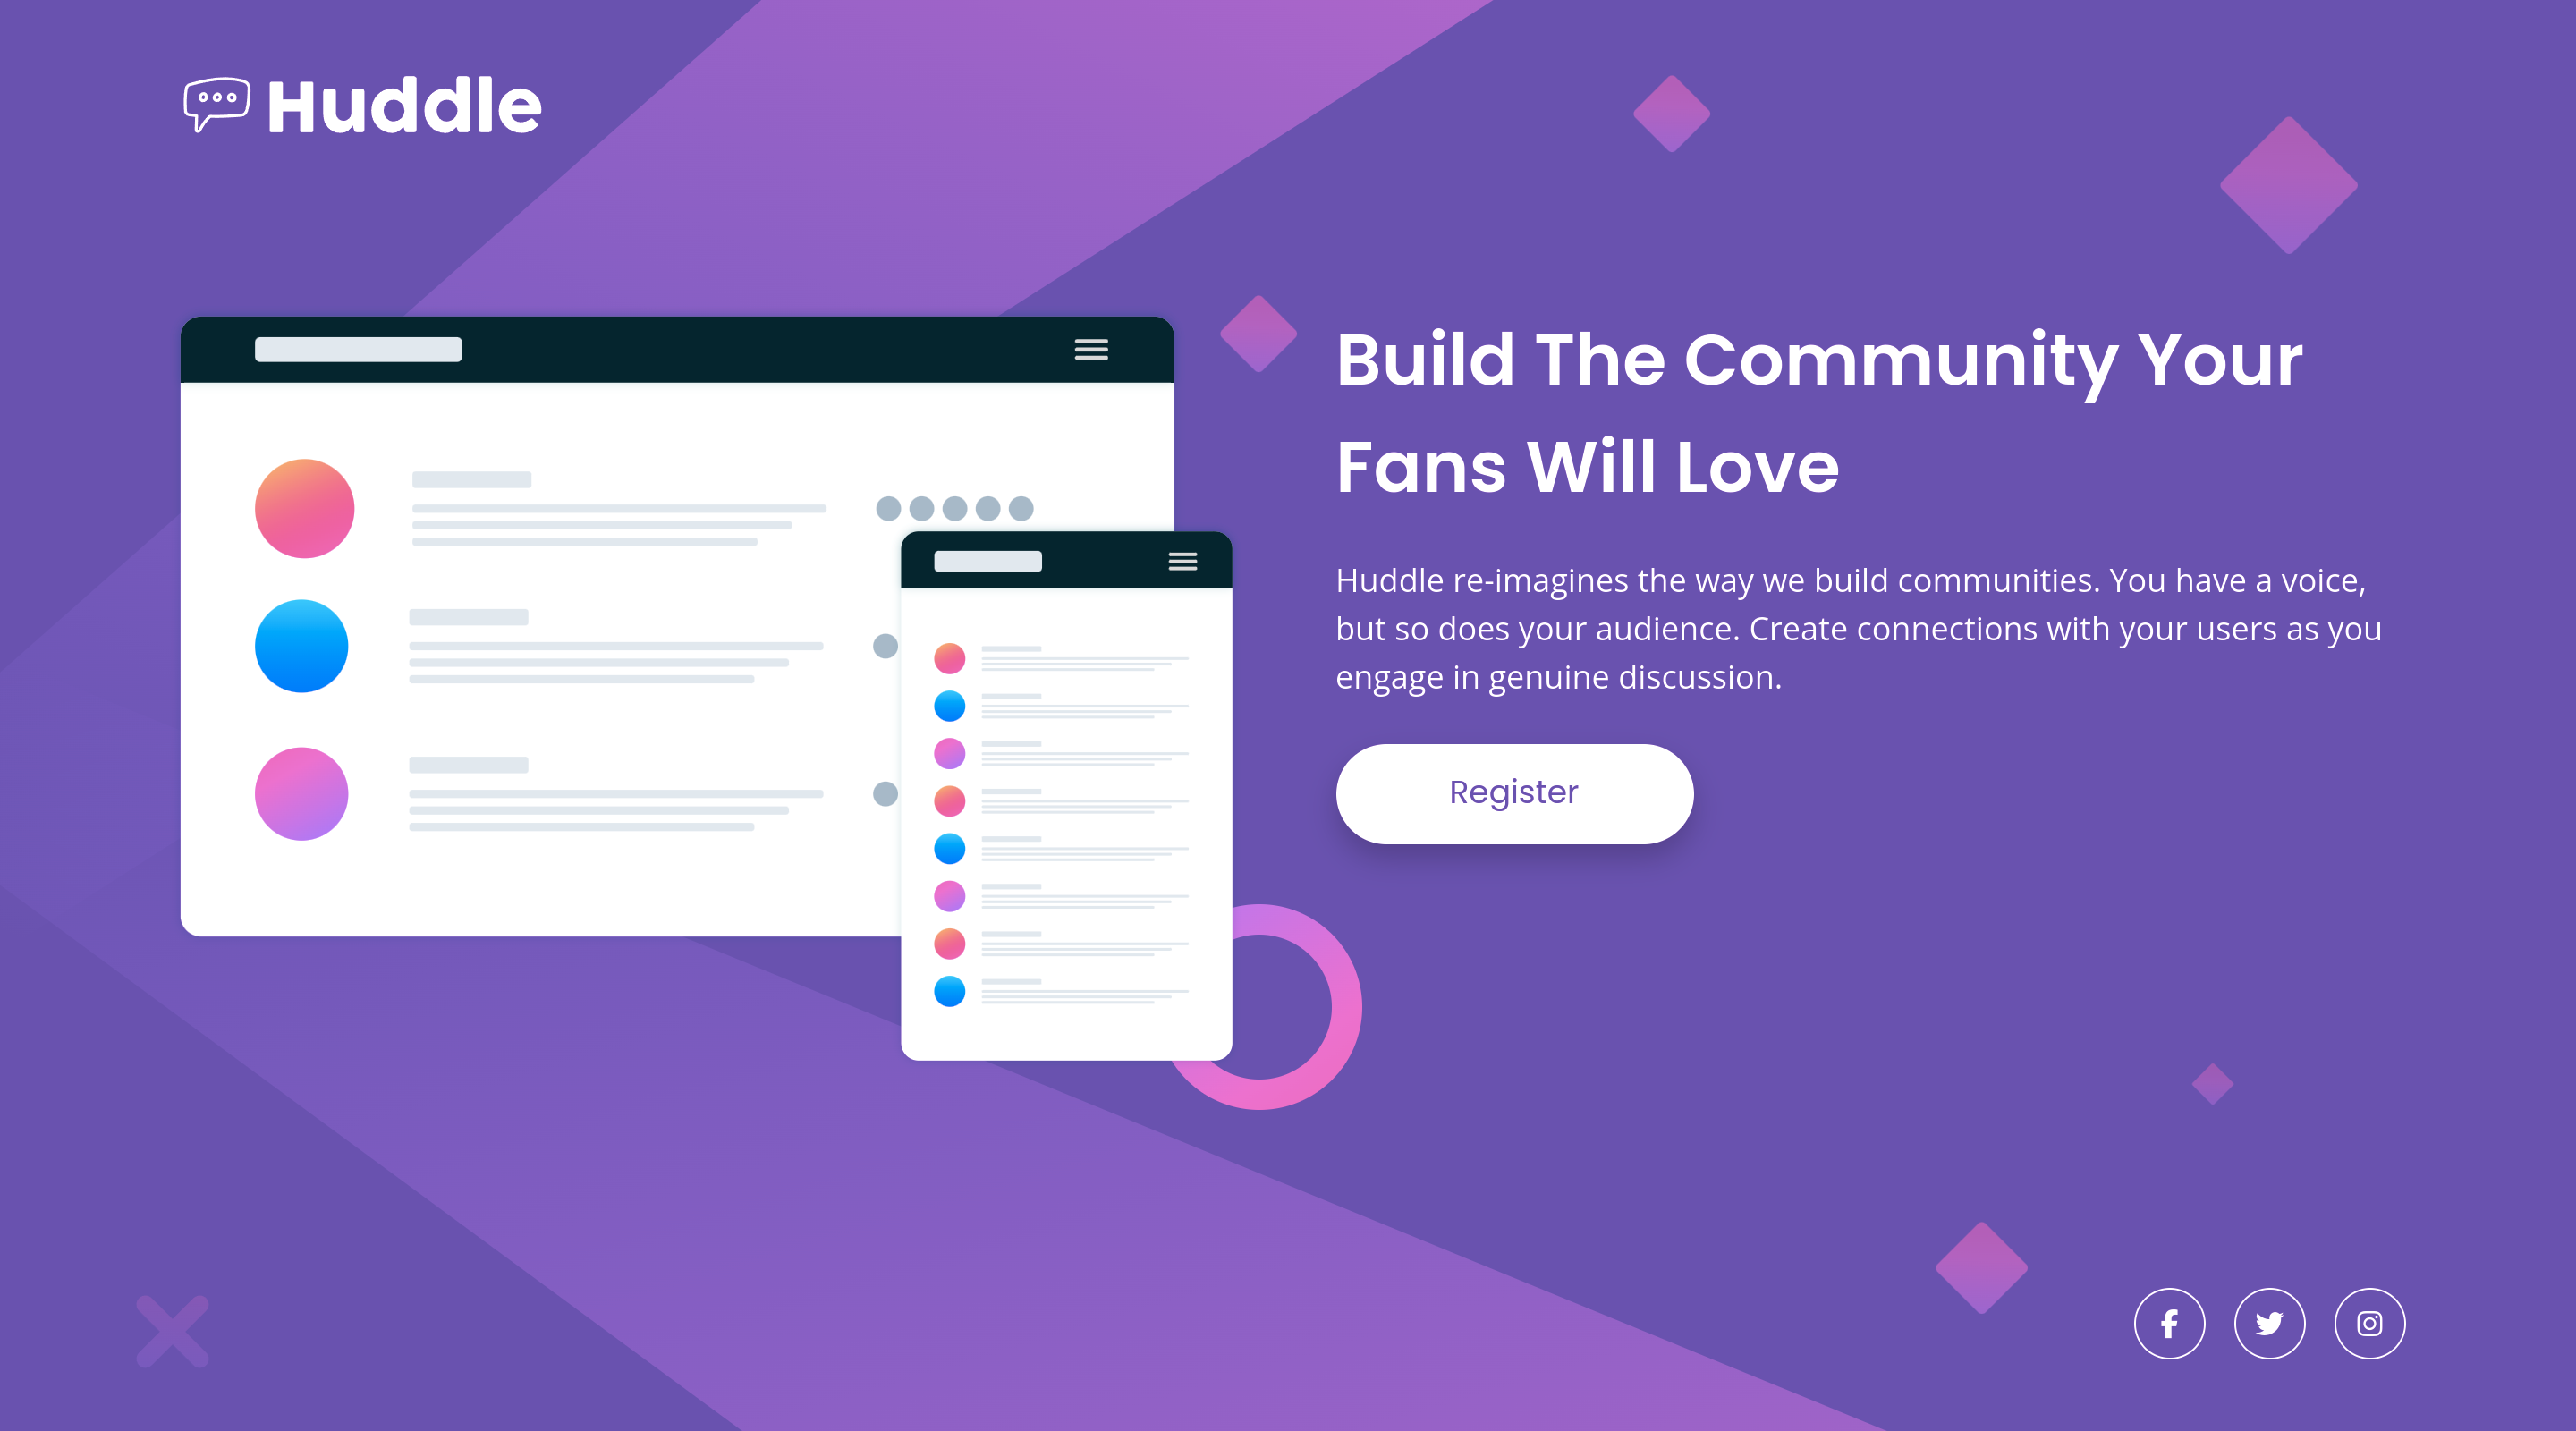 Huddle
Build The Community Your
Fans Will Love
Huddle re-imagines the way we build communities. You have a voice,
but so does your audience. Create connections with your users as you
engage in genuine discussion.
Register